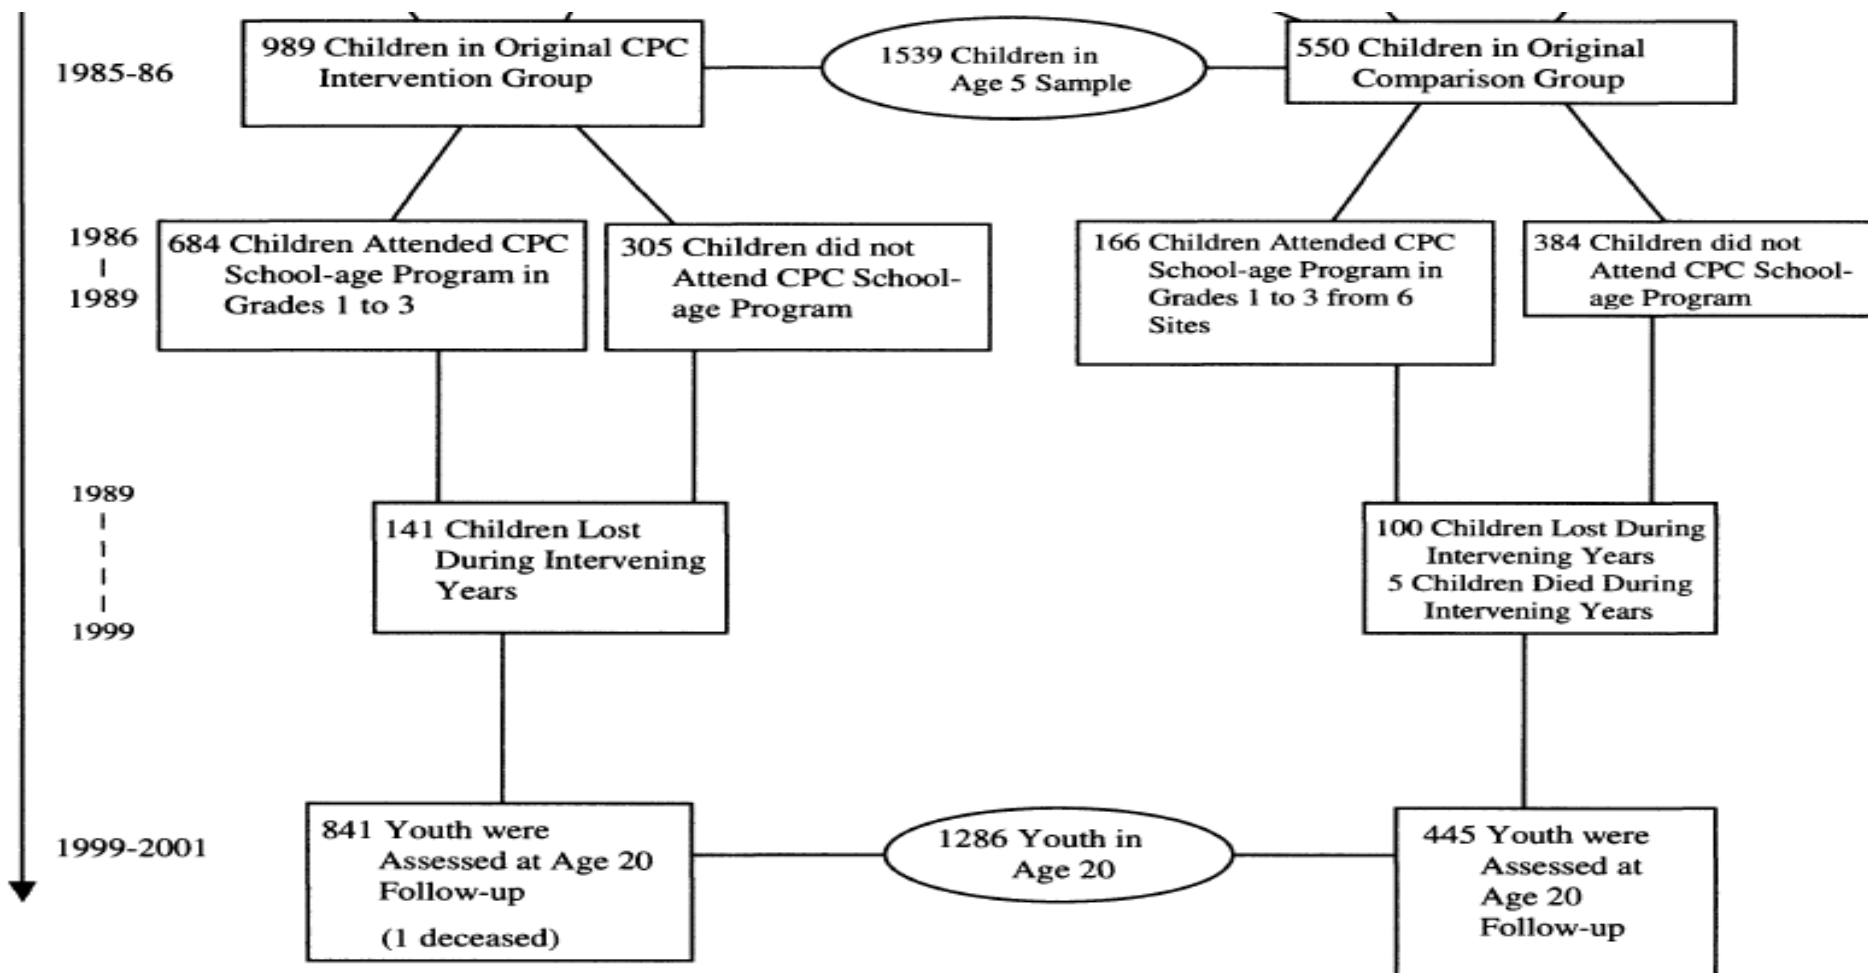 1985-86
989 Children in Original CPC
Intervention Group
1539 Children in
Age 5 Sample
550 Children in Original
Comparison Group
1986
1989
684 Children Attended CPC
School-age Program in
Grades 1 to 3
305 Children did not
Attend CPC School-
age Program
166 Children Attended CPC
School-age Program in
Grades 1 to 3 from 6
Sites
384 Children did not
Attend CPC School-
age Program
1989
1999
141 Children Lost
During Intervening
Years
100 Children Lost During
Intervening Years
5 Children Died During
Intervening Years
1999-2001
841 Youth were
Assessed at Age 20
Follow-up
(1 deceased)
1286 Youth in
Age 20
445 Youth were
Assessed at
Age 20
Follow-up